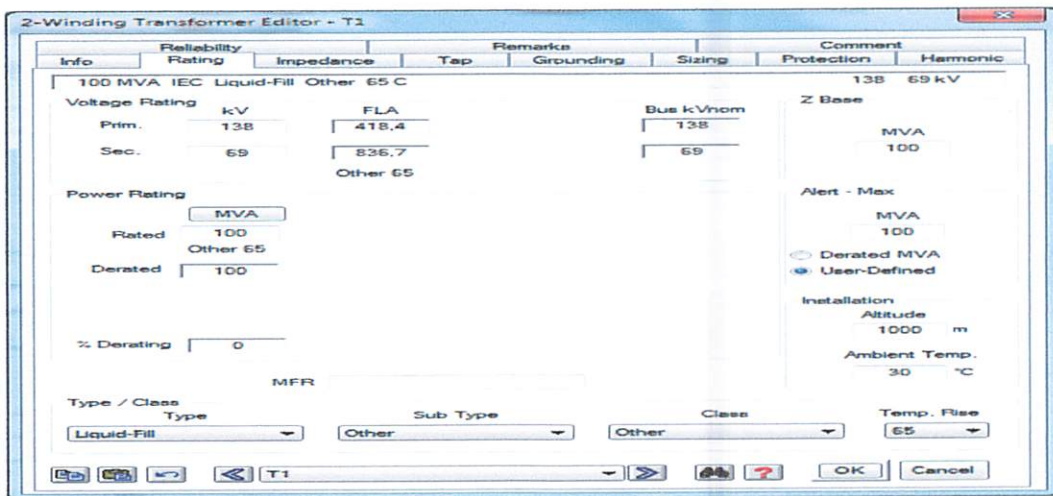 2-Winding Transformer Editor - T1
Reliability Remarks Comment
Info Rating Impedance Tap Grounding Sizing Protection Harmonic
100 MVA IEC Liquid-Fill Other 65 C 138 69 kV
Voltage Rating
kV FLA Bus kVnom
Prim. 138 418,4 138
Sec. 69 836,7 69
Other 65
Z Base
MVA
100
Power Rating
MVA
Rated 100
Other 65
Derated 100
% Derating 0
Alert - Max
MVA
100
Derated MVA
User-Defined
Installation
Altitude
1000 m
Ambient Temp.
30 °C
MFR
Type / Class
Type Sub Type Class Temp. Rise
Liquid-Fill Other Other 65
T1 ? OK Cancel